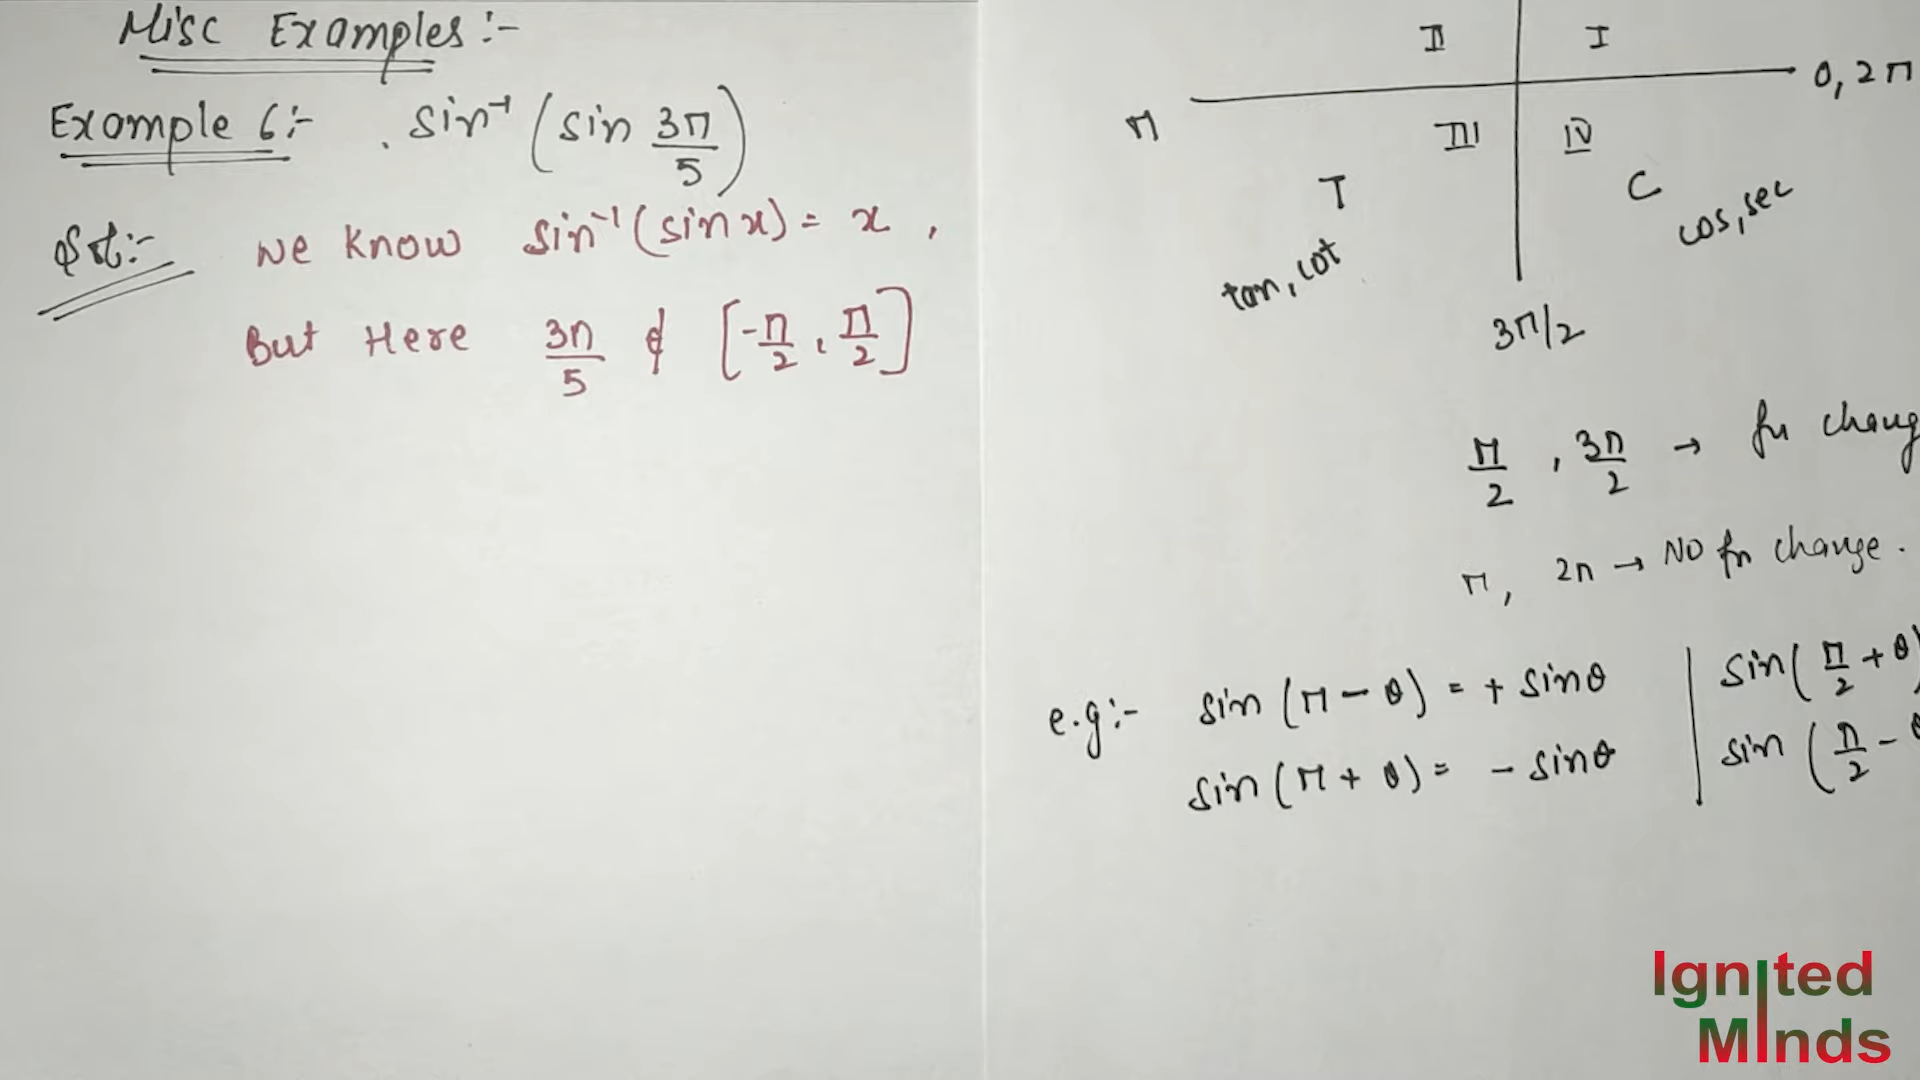 Misc Examples :-
Example 6 :- . sin⁻¹ (sin 3π/5)
Sol :- We know sin⁻¹(sin x) = x ,
But Here 3π/5 ∉ [-π/2 , π/2]
II I
π 0, 2π
III IV
T C
tan, cot cos, sec
3π/2
π/2 , 3π/2 → fn chang
π, 2π → NO fn change.
e.g :- sin (π - θ) = + sin θ | sin( π/2 + θ)
sin (π + θ) = - sin θ | sin ( π/2 - θ
Ignited
Minds